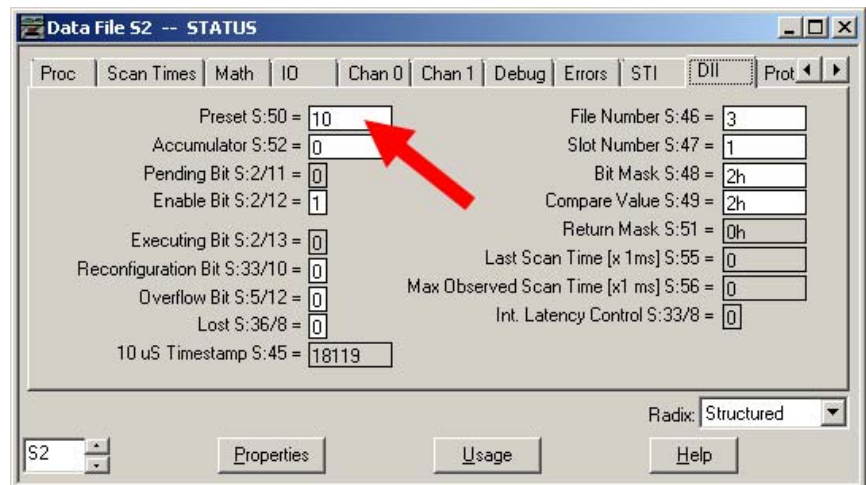 Data File S2 -- STATUS
Proc Scan Times Math IO Chan 0 Chan 1 Debug Errors STI DII Prot
Preset S:50 = 10
Accumulator S:52 = 0
Pending Bit S:2/11 = 0
Enable Bit S:2/12 = 1
Executing Bit S:2/13 = 0
Reconfiguration Bit S:33/10 = 0
Overflow Bit S:5/12 = 0
Lost S:36/8 = 0
10 uS Timestamp S:45 = 18119
File Number S:46 = 3
Slot Number S:47 = 1
Bit Mask S:48 = 2h
Compare Value S:49 = 2h
Return Mask S:51 = 0h
Last Scan Time [x 1ms] S:55 = 0
Max Observed Scan Time [x1 ms] S:56 = 0
Int. Latency Control S:33/8 = 0
Radix: Structured
S2 Properties Usage Help